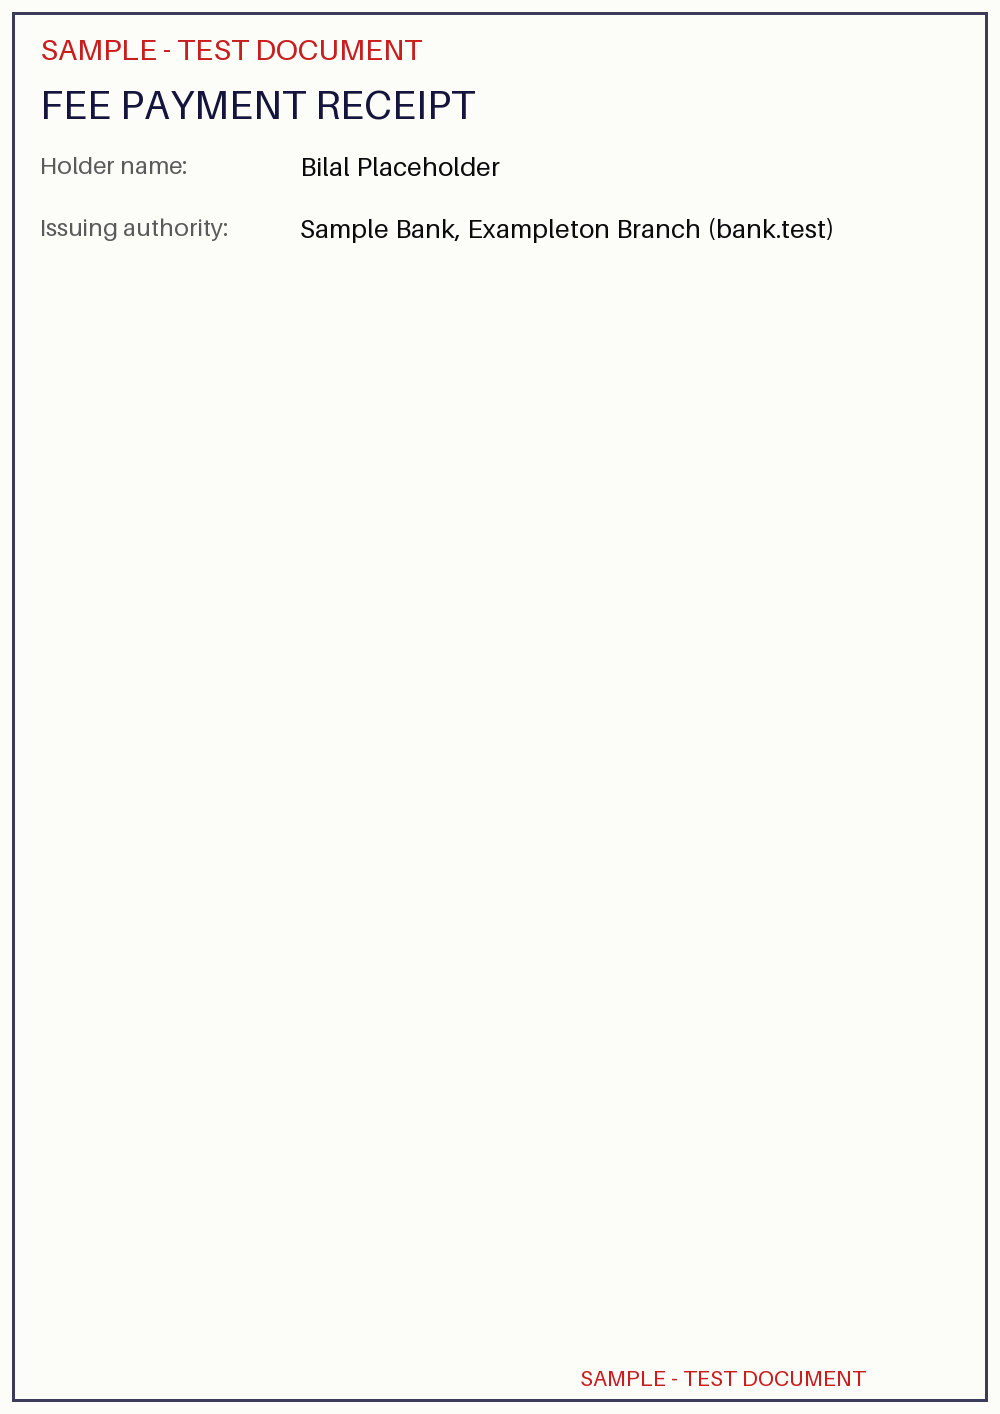 SAMPLE - TEST DOCUMENT
FEE PAYMENT RECEIPT
Holder name: Bilal Placeholder
Issuing authority: Sample Bank, Exampleton Branch (bank.test)
SAMPLE - TEST DOCUMENT